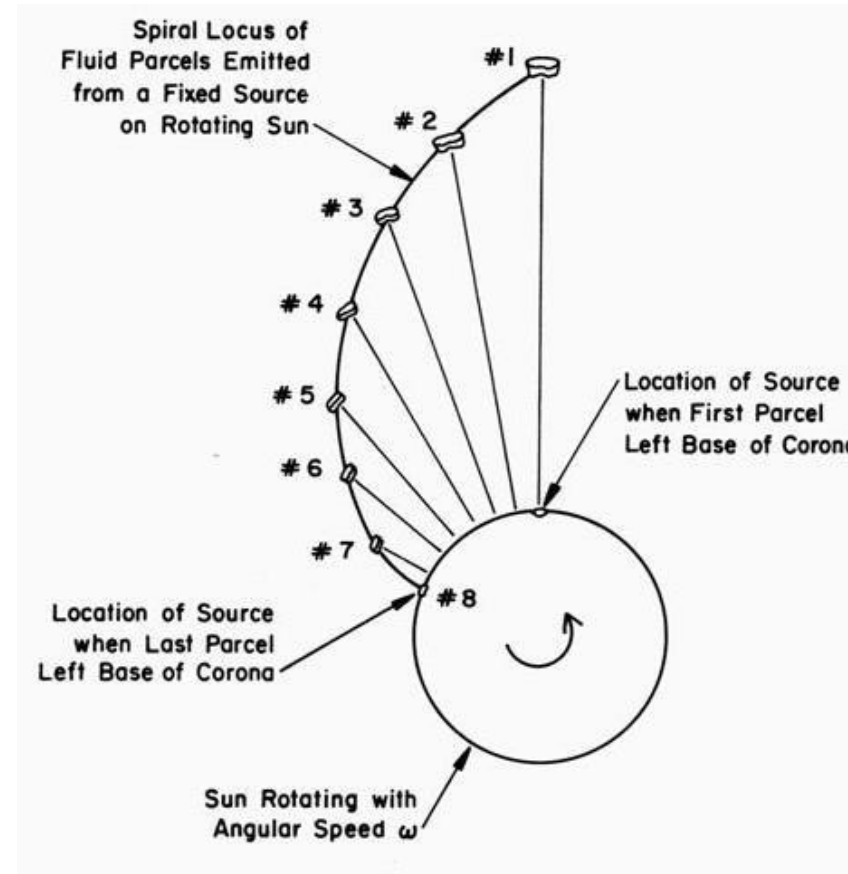 Spiral Locus of
Fluid Parcels Emitted
from a Fixed Source
on Rotating Sun
#1
#2
#3
#4
#5
#6
#7
#8
Location of Source
when First Parcel
Left Base of Corona
Location of Source
when Last Parcel
Left Base of Corona
Sun Rotating with
Angular Speed ω